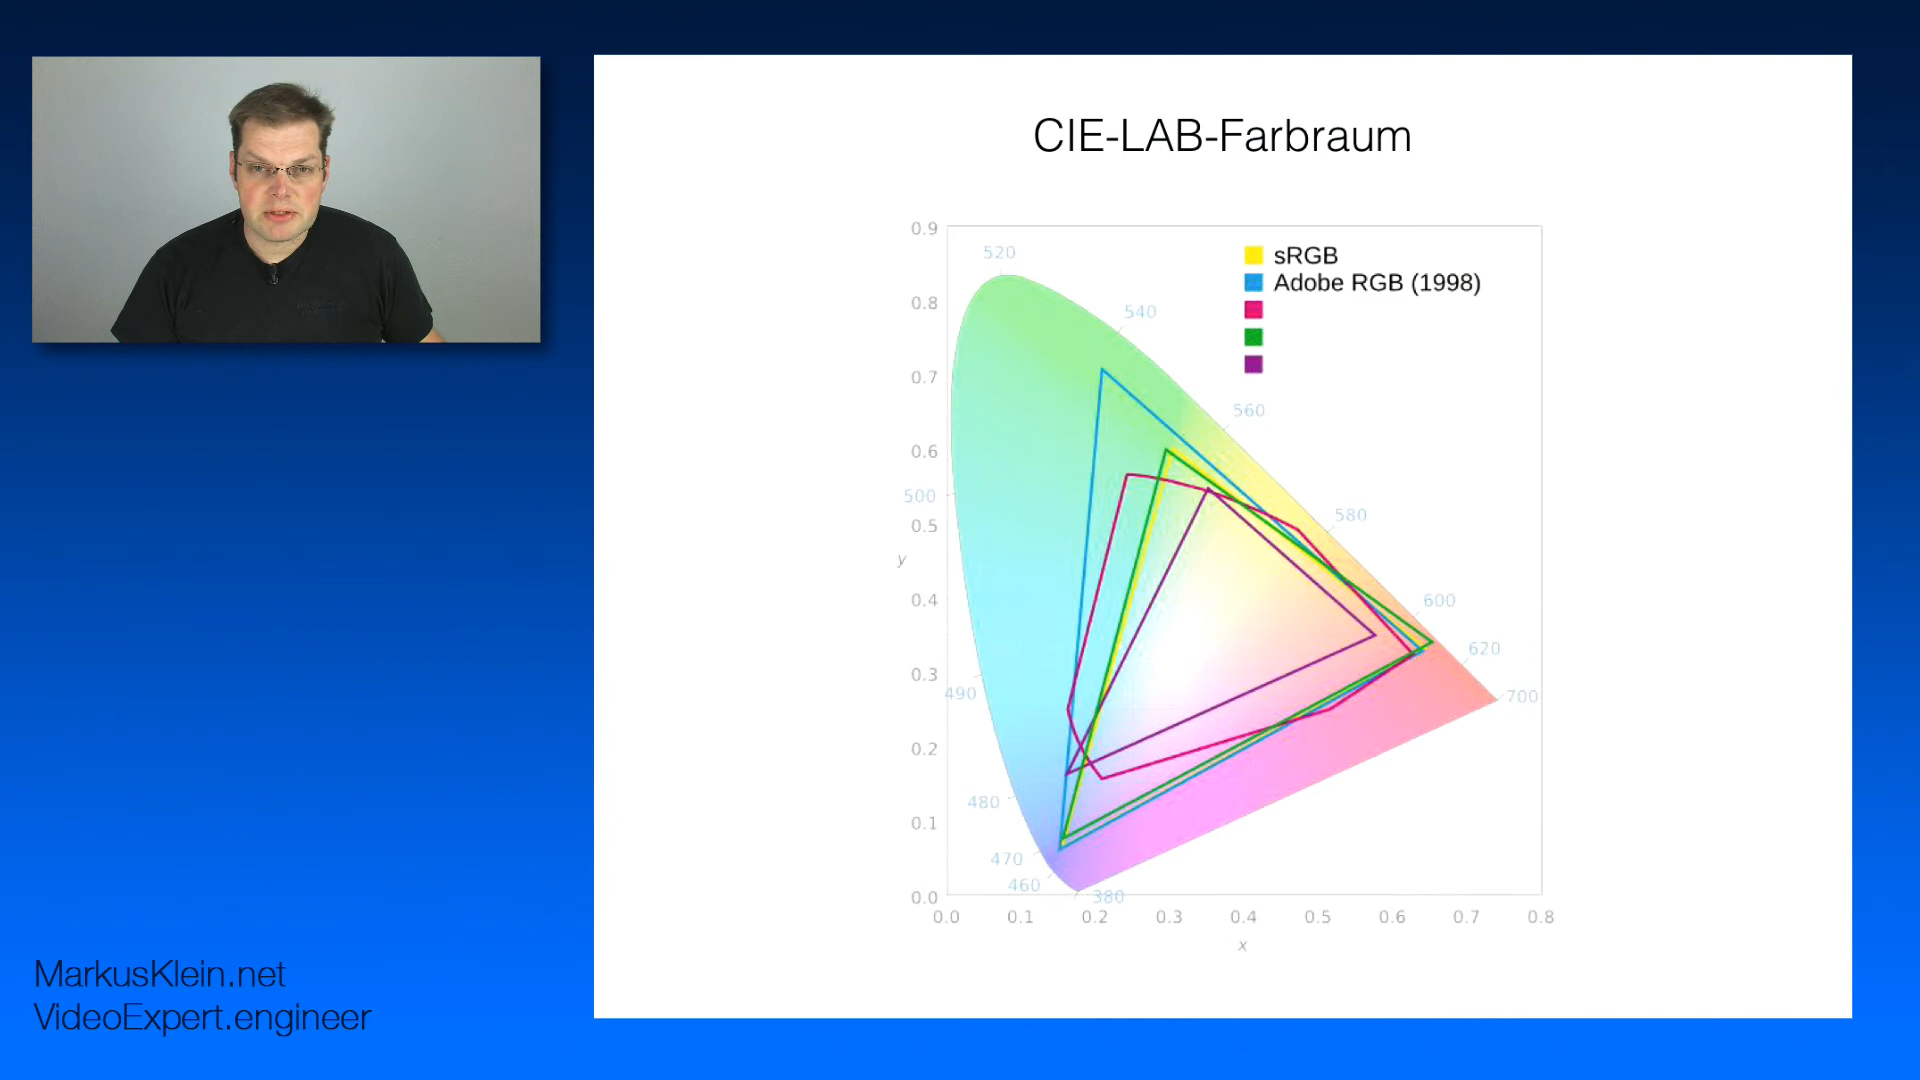 CIE-LAB-Farbraum
sRGB
Adobe RGB (1998)
0.9
0.8
0.7
0.6
0.5
0.4
0.3
0.2
0.1
0.0
y
520
540
560
500
580
600
620
490
700
480
470
460
380
0.0 0.1 0.2 0.3 0.4 0.5 0.6 0.7 0.8
x
MarkusKlein.net
VideoExpert.engineer